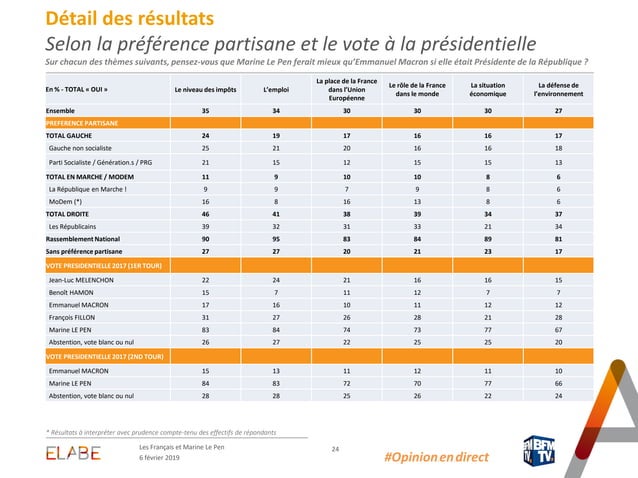 Détail des résultats
Selon la préférence partisane et le vote à la présidentielle
Sur chacun des thèmes suivants, pensez-vous que Marine Le Pen ferait mieux qu’Emmanuel Macron si elle était Présidente de la République ?
En % - TOTAL « OUI » Le niveau des impôts L’emploi La place de la France dans l’Union Européenne Le rôle de la France dans le monde La situation économique La défense de l’environnement
Ensemble 35 34 30 30 30 27
PREFERENCE PARTISANE
TOTAL GAUCHE 24 19 17 16 16 17
Gauche non socialiste 25 21 20 16 16 18
Parti Socialiste / Génération.s / PRG 21 15 12 15 15 13
TOTAL EN MARCHE / MODEM 11 9 10 10 8 6
La République en Marche ! 9 9 7 9 8 6
MoDem (*) 16 8 16 13 8 6
TOTAL DROITE 46 41 38 39 34 37
Les Républicains 39 32 31 33 21 34
Rassemblement National 90 95 83 84 89 81
Sans préférence partisane 27 27 20 21 23 17
VOTE PRESIDENTIELLE 2017 (1ER TOUR)
Jean-Luc MELENCHON 22 24 21 16 16 15
Benoît HAMON 15 7 11 12 7 7
Emmanuel MACRON 17 16 10 11 12 12
François FILLON 31 27 26 28 21 28
Marine LE PEN 83 84 74 73 77 67
Abstention, vote blanc ou nul 26 27 22 25 25 20
VOTE PRESIDENTIELLE 2017 (2ND TOUR)
Emmanuel MACRON 15 13 11 12 11 10
Marine LE PEN 84 83 72 70 77 66
Abstention, vote blanc ou nul 28 28 25 26 22 24
* Résultats à interpréter avec prudence compte-tenu des effectifs de répondants
ELABE
Les Français et Marine Le Pen
6 février 2019
24
#Opinion en direct
BFM TV.